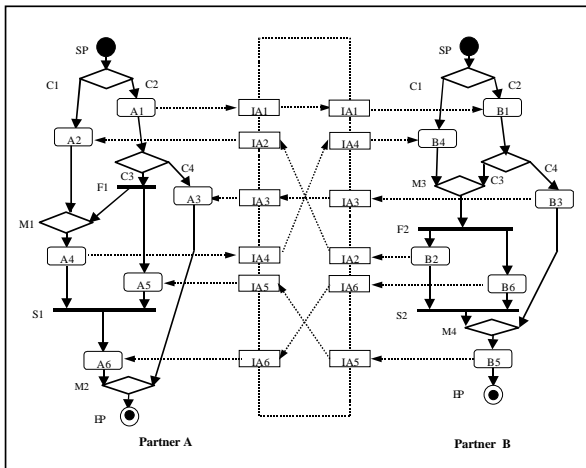 SP
C1
C2
A1
A2
C3
C4
F1
A3
M1
A4
A5
S1
A6
M2
EP
Partner A
IA1
IA2
IA3
IA4
IA5
IA6
IA1
IA4
IA3
IA2
IA6
IA5
SP
C1
C2
B1
B4
C3
C4
M3
B3
F2
B2
B6
S2
M4
B5
EP
Partner B